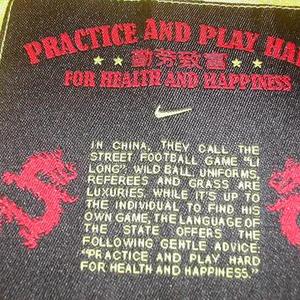 PRACTICE AND PLAY HA
勤劳致富
FOR HEALTH AND HAPPINESS
IN CHINA, THEY CALL THE
STREET FOOTBALL GAME "LI
LONG". WILD BALL. UNIFORMS,
REFEREES AND GRASS ARE
LUXURIES. WHILE IT'S UP TO
THE INDIVIDUAL TO FIND HIS
OWN GAME, THE LANGUAGE OF
THE STATE OFFERS THE
FOLLOWING GENTLE ADVICE:
"PRACTICE AND PLAY HARD
FOR HEALTH AND HAPPINESS."